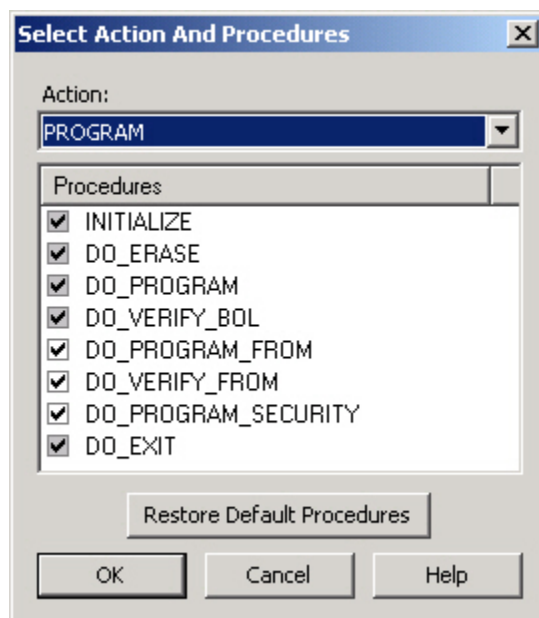 Select Action And Procedures
Action:
PROGRAM
Procedures
INITIALIZE
DO_ERASE
DO_PROGRAM
DO_VERIFY_BOL
DO_PROGRAM_FROM
DO_VERIFY_FROM
DO_PROGRAM_SECURITY
DO_EXIT
Restore Default Procedures
OK Cancel Help